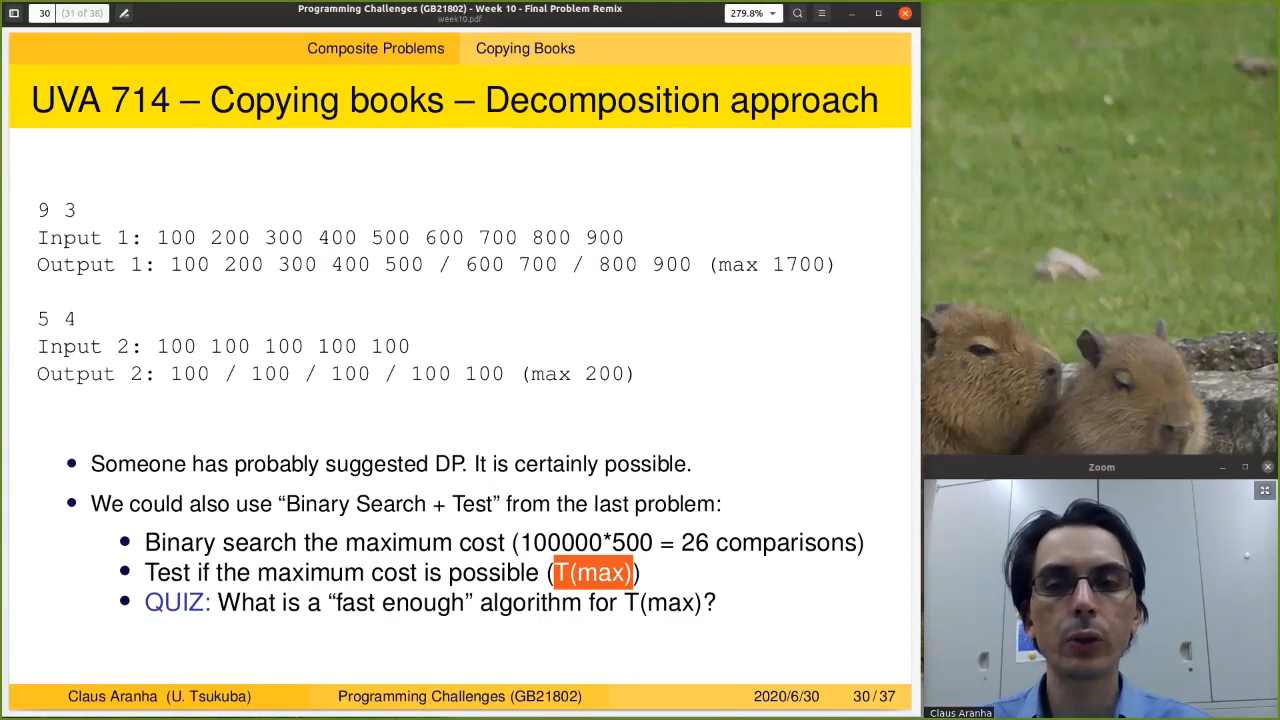 30 (31 of 38)
Programming Challenges (GB21802) - Week 10 - Final Problem Remix
week10.pdf
279.8%
Composite Problems Copying Books
UVA 714 – Copying books – Decomposition approach
9 3
Input 1: 100 200 300 400 500 600 700 800 900
Output 1: 100 200 300 400 500 / 600 700 / 800 900 (max 1700)
5 4
Input 2: 100 100 100 100 100
Output 2: 100 / 100 / 100 / 100 100 (max 200)
• Someone has probably suggested DP. It is certainly possible.
• We could also use “Binary Search + Test” from the last problem:
• Binary search the maximum cost (100000*500 = 26 comparisons)
• Test if the maximum cost is possible (T(max))
• QUIZ: What is a “fast enough” algorithm for T(max)?
Claus Aranha (U. Tsukuba) Programming Challenges (GB21802) 2020/6/30 30 / 37
Zoom
Claus Aranha